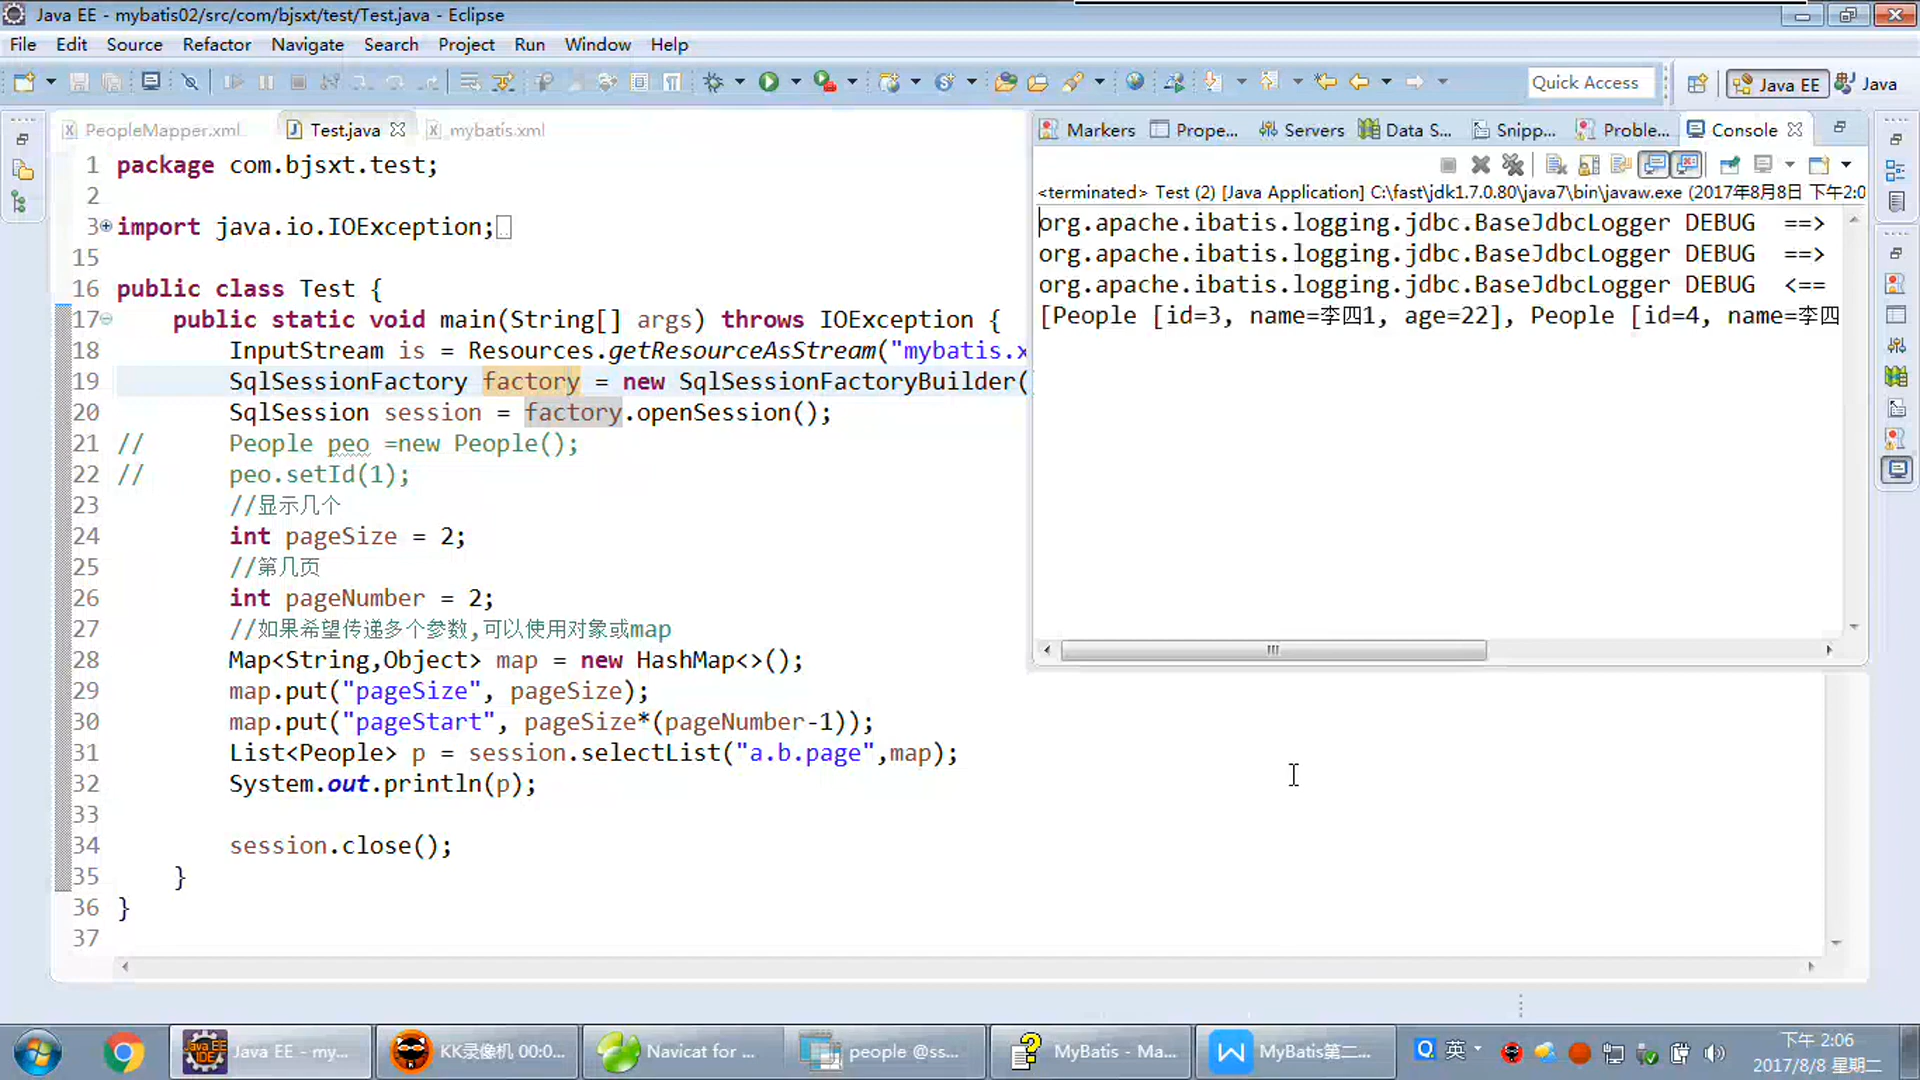 Java EE - mybatis02/src/com/bjsxt/test/Test.java - Eclipse
File Edit Source Refactor Navigate Search Project Run Window Help
Quick Access Java EE Java
PeopleMapper.xml Test.java mybatis.xml
1 package com.bjsxt.test;
2
3 import java.io.IOException;
15
16 public class Test {
17 public static void main(String[] args) throws IOException {
18 InputStream is = Resources.getResourceAsStream("mybatis.x
19 SqlSessionFactory factory = new SqlSessionFactoryBuilder(
20 SqlSession session = factory.openSession();
21 // People peo =new People();
22 // peo.setId(1);
23 //显示几个
24 int pageSize = 2;
25 //第几页
26 int pageNumber = 2;
27 //如果希望传递多个参数,可以使用对象或map
28 Map<String,Object> map = new HashMap<>();
29 map.put("pageSize", pageSize);
30 map.put("pageStart", pageSize*(pageNumber-1));
31 List<People> p = session.selectList("a.b.page",map);
32 System.out.println(p);
33
34 session.close();
35 }
36 }
37
Markers Prope... Servers Data S... Snipp... Proble... Console
<terminated> Test (2) [Java Application] C:\fast\jdk1.7.0.80\java7\bin\javaw.exe (2017年8月8日 下午2:0
org.apache.ibatis.logging.jdbc.BaseJdbcLogger DEBUG ==>
org.apache.ibatis.logging.jdbc.BaseJdbcLogger DEBUG ==>
org.apache.ibatis.logging.jdbc.BaseJdbcLogger DEBUG <==
[People [id=3, name=李四1, age=22], People [id=4, name=李四
Java EE - my... KK录像机 00:0... Navicat for ... people @ss... MyBatis - Ma... MyBatis第二... 英
下午 2:06
2017/8/8 星期二